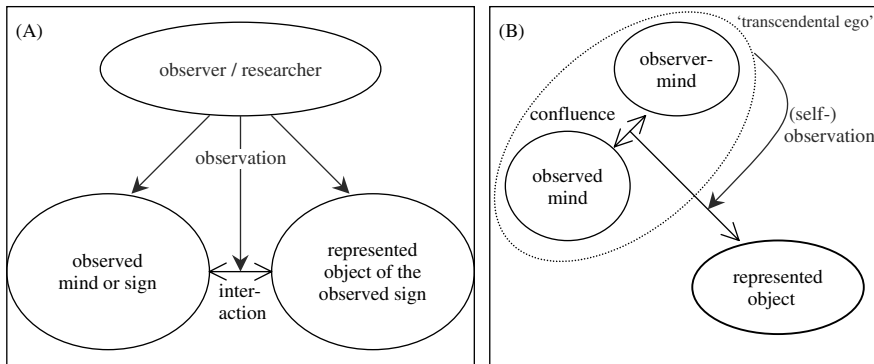 (A)
observer / researcher
observation
observed
mind or sign
represented
object of the
observed sign
inter-
action
(B)
‘transcendental ego’
observer-
mind
confluence
(self-)
observation
observed
mind
represented
object